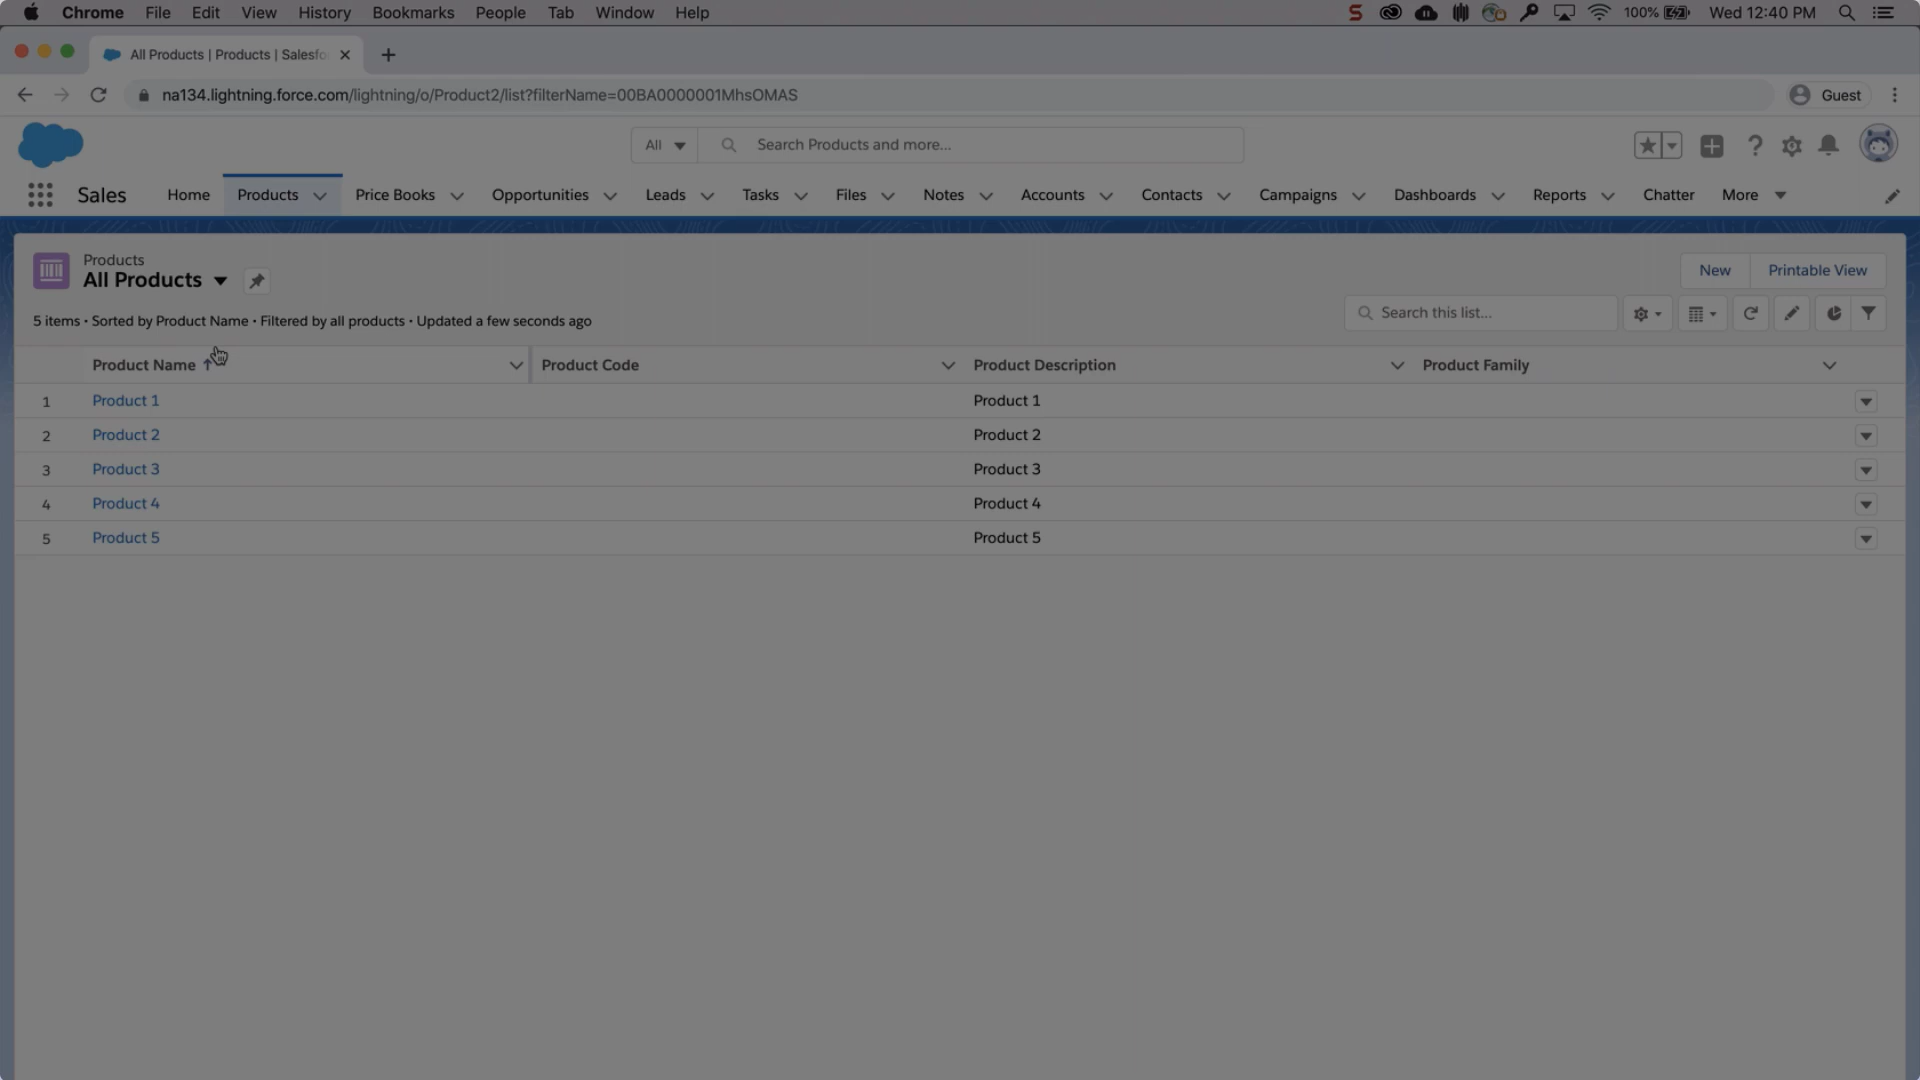 Chrome File Edit View History Bookmarks People Tab Window Help 100% Wed 12:40 PM
All Products | Products | Salesfo
na134.lightning.force.com/lightning/o/Product2/list?filterName=00BA0000001MhsOMAS Guest
All Search Products and more...
Sales Home Products Price Books Opportunities Leads Tasks Files Notes Accounts Contacts Campaigns Dashboards Reports Chatter More
Products
All Products
New Printable View
5 items • Sorted by Product Name • Filtered by all products • Updated a few seconds ago
Search this list...
Product Name Product Code Product Description Product Family
1 Product 1 Product 1
2 Product 2 Product 2
3 Product 3 Product 3
4 Product 4 Product 4
5 Product 5 Product 5